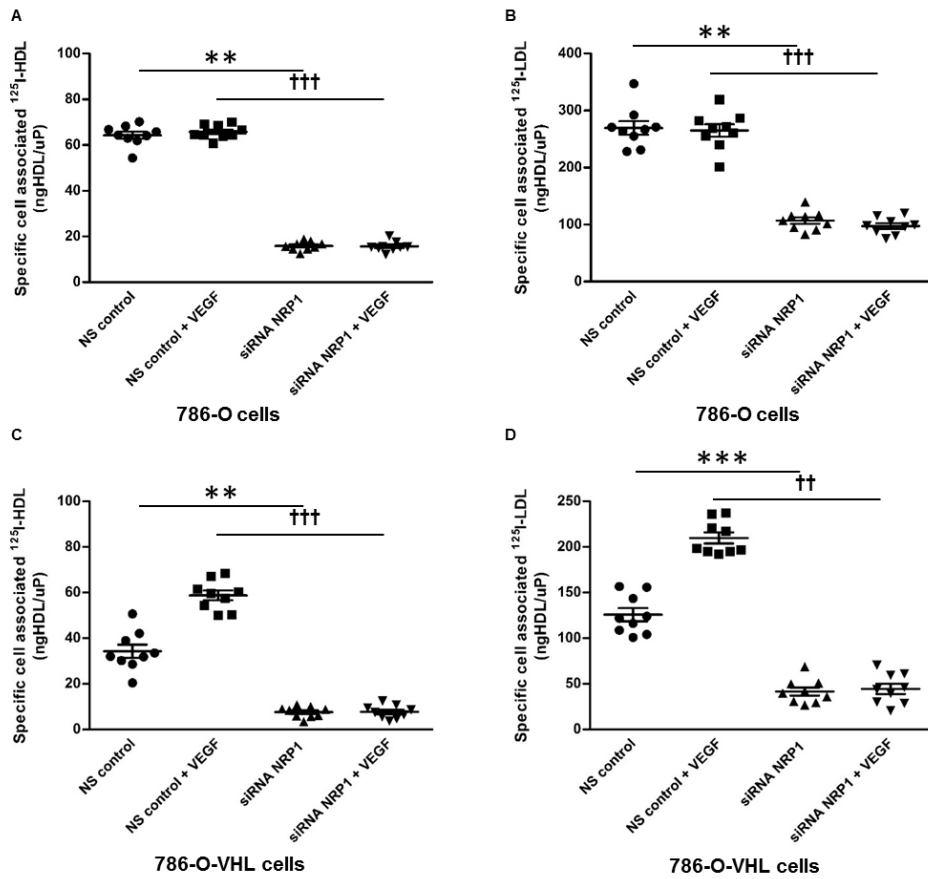 A
Specific cell associated ¹²⁵I-HDL
(ngHDL/uP)
100
80
60
40
20
0
**
†††
NS control
NS control + VEGF
siRNA NRP1
siRNA NRP1 + VEGF
786-O cells
B
Specific cell associated ¹²⁵I-LDL
(ngHDL/uP)
400
300
200
100
0
**
†††
NS control
NS control + VEGF
siRNA NRP1
siRNA NRP1 + VEGF
786-O cells
C
Specific cell associated ¹²⁵I-HDL
(ngHDL/uP)
100
80
60
40
20
0
**
†††
NS control
NS control + VEGF
siRNA NRP1
siRNA NRP1 + VEGF
786-O-VHL cells
D
Specific cell associated ¹²⁵I-LDL
(ngHDL/uP)
250
200
150
100
50
0
***
††
NS control
NS control + VEGF
siRNA NRP1
siRNA NRP1 + VEGF
786-O-VHL cells